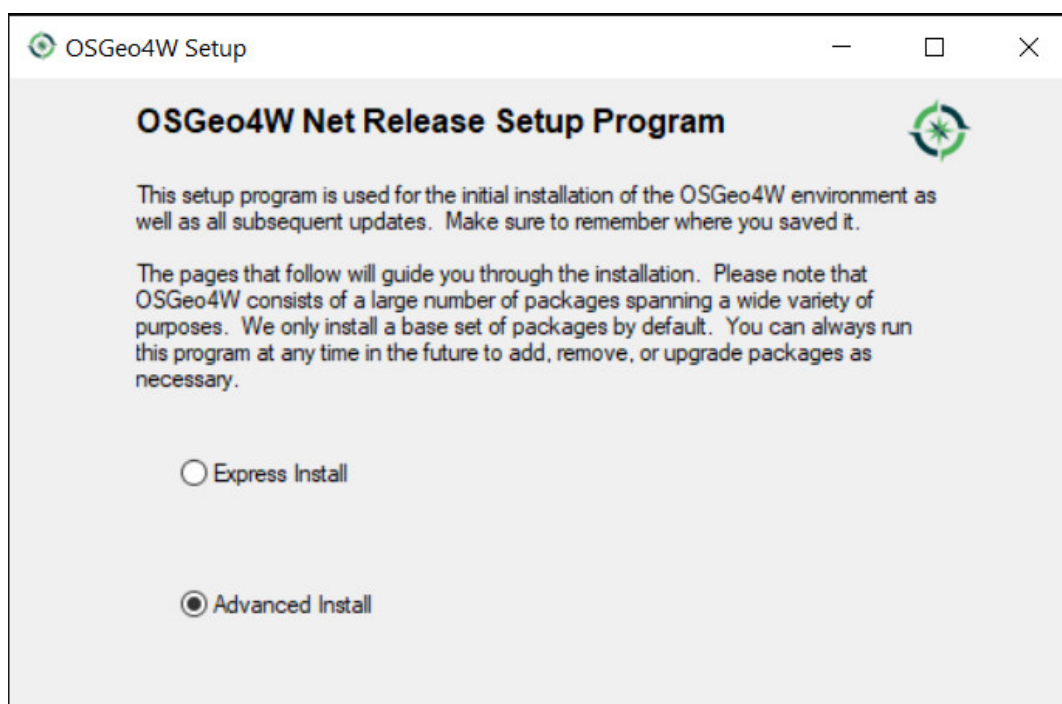 OSGeo4W Setup
OSGeo4W Net Release Setup Program
This setup program is used for the initial installation of the OSGeo4W environment as
well as all subsequent updates.  Make sure to remember where you saved it.
The pages that follow will guide you through the installation.  Please note that
OSGeo4W consists of a large number of packages spanning a wide variety of
purposes.  We only install a base set of packages by default.  You can always run
this program at any time in the future to add, remove, or upgrade packages as
necessary.
Express Install
Advanced Install